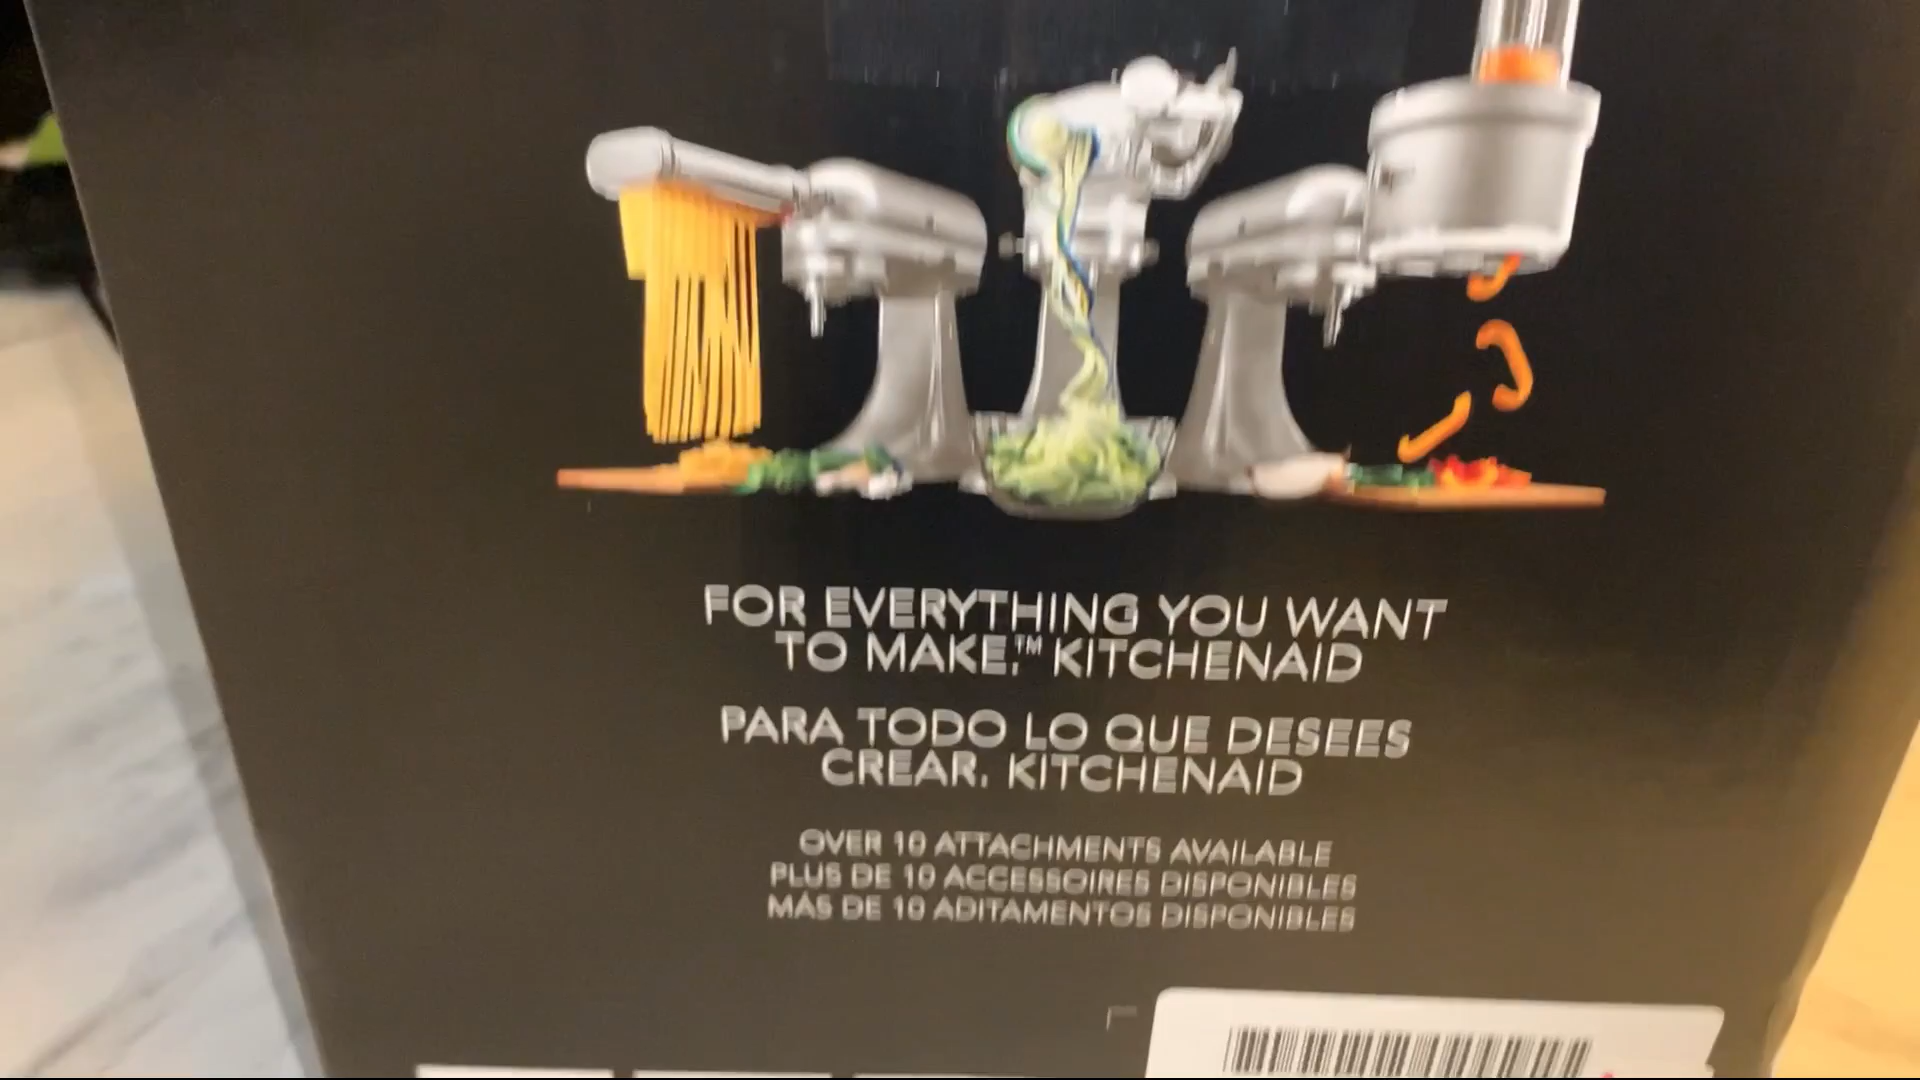 FOR EVERYTHING YOU WANT
TO MAKE.™ KITCHENAID
PARA TODO LO QUE DESEES
CREAR. KITCHENAID
OVER 10 ATTACHMENTS AVAILABLE
PLUS DE 10 ACCESSOIRES DISPONIBLES
MÁS DE 10 ADITAMENTOS DISPONIBLES